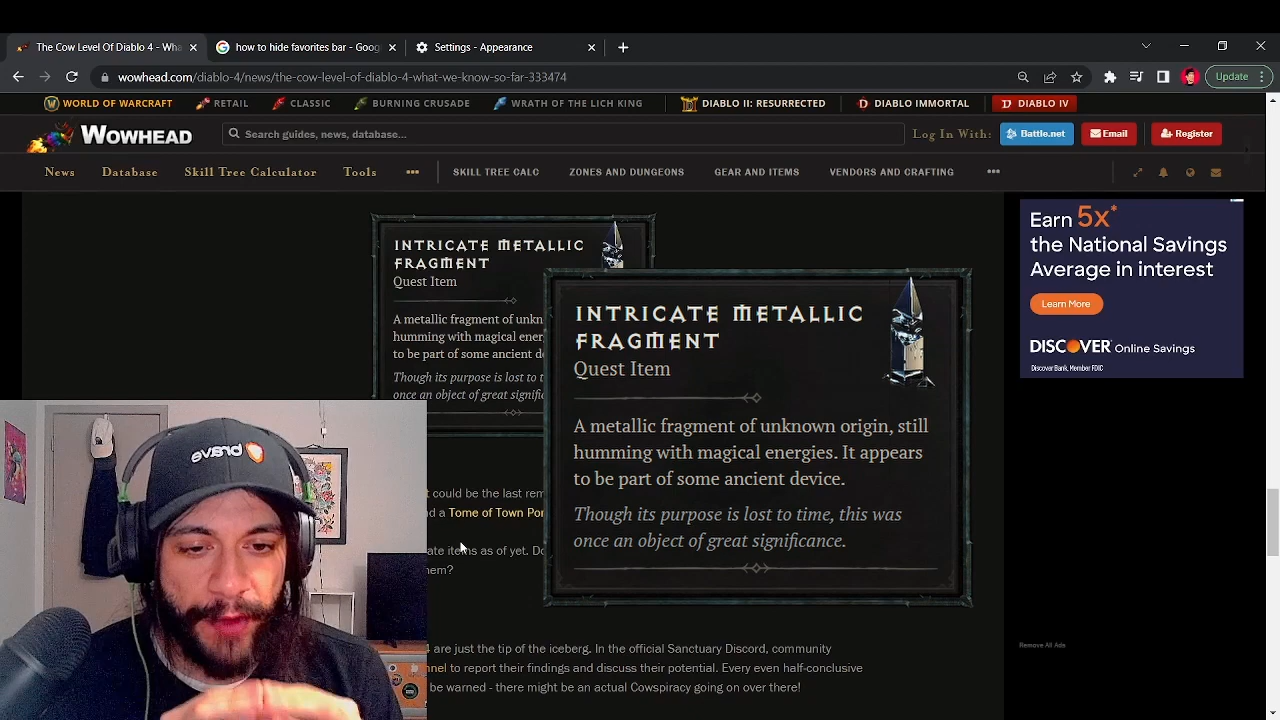 The Cow Level Of Diablo 4 - Wha
how to hide favorites bar - Goog
Settings - Appearance
wowhead.com/diablo-4/news/the-cow-level-of-diablo-4-what-we-know-so-far-333474
Update
WORLD OF WARCRAFT
RETAIL
CLASSIC
BURNING CRUSADE
WRATH OF THE LICH KING
DIABLO II: RESURRECTED
DIABLO IMMORTAL
DIABLO IV
WOWHEAD
Search guides, news, database...
Log In With:
Battle.net
Email
Register
News
Database
Skill Tree Calculator
Tools
SKILL TREE CALC
ZONES AND DUNGEONS
GEAR AND ITEMS
VENDORS AND CRAFTING
INTRICATE METALLIC
FRAGMENT
Quest Item
A metallic fragment of unkn
humming with magical ener
to be part of some ancient d
Though its purpose is lost to t
once an object of great signific
INTRICATE METALLIC
FRAGMENT
Quest Item
A metallic fragment of unknown origin, still
humming with magical energies. It appears
to be part of some ancient device.
Though its purpose is lost to time, this was
once an object of great significance.
Earn 5x*
the National Savings
Average in interest
Learn More
DISCOVER Online Savings
Discover Bank, Member FDIC
t could be the last rem
d a Tome of Town Por
ate items as of yet. Do
em?
brave
4 are just the tip of the iceberg. In the official Sanctuary Discord, community
nnel to report their findings and discuss their potential. Every even half-conclusive
be warned - there might be an actual Cowspiracy going on over there!
Remove All Ads